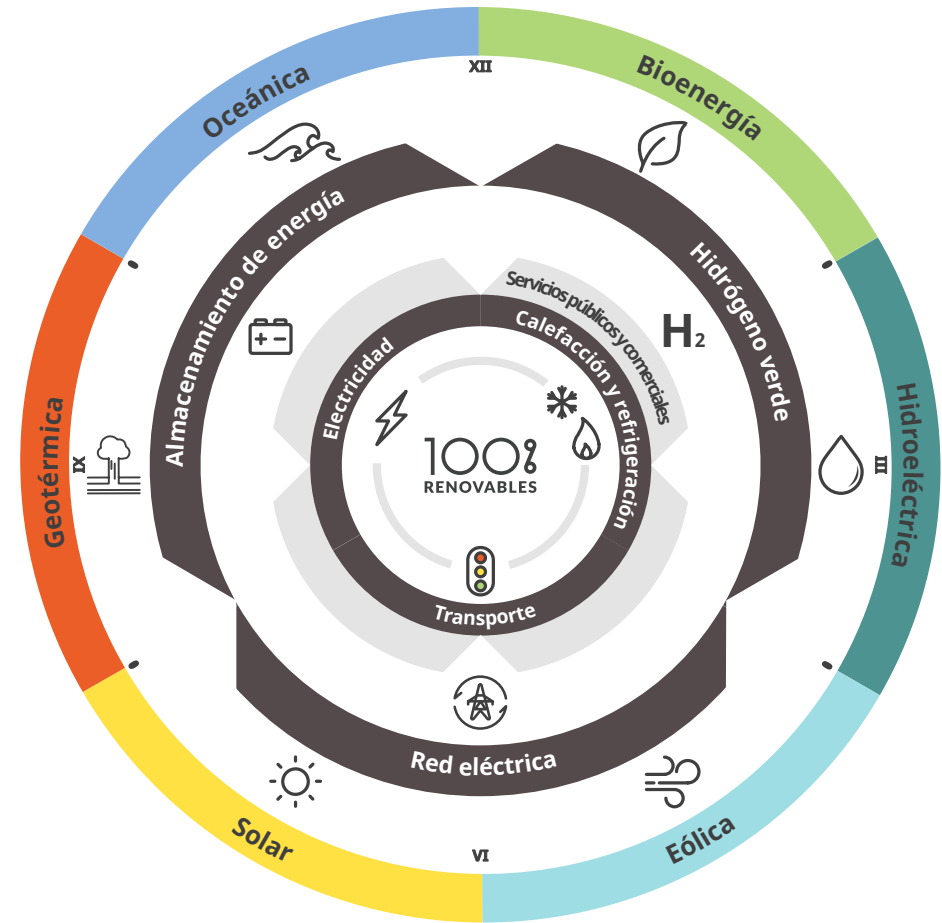 XII
Oceánica
Bioenergía
Almacenamiento de energía
Hidrógeno verde
Servicios públicos y comerciales
Calefacción y refrigeración
Electricidad
H2
Geotérmica
IX
100%
RENOVABLES
III
Hidroeléctrica
Transporte
Red eléctrica
Solar
VI
Eólica